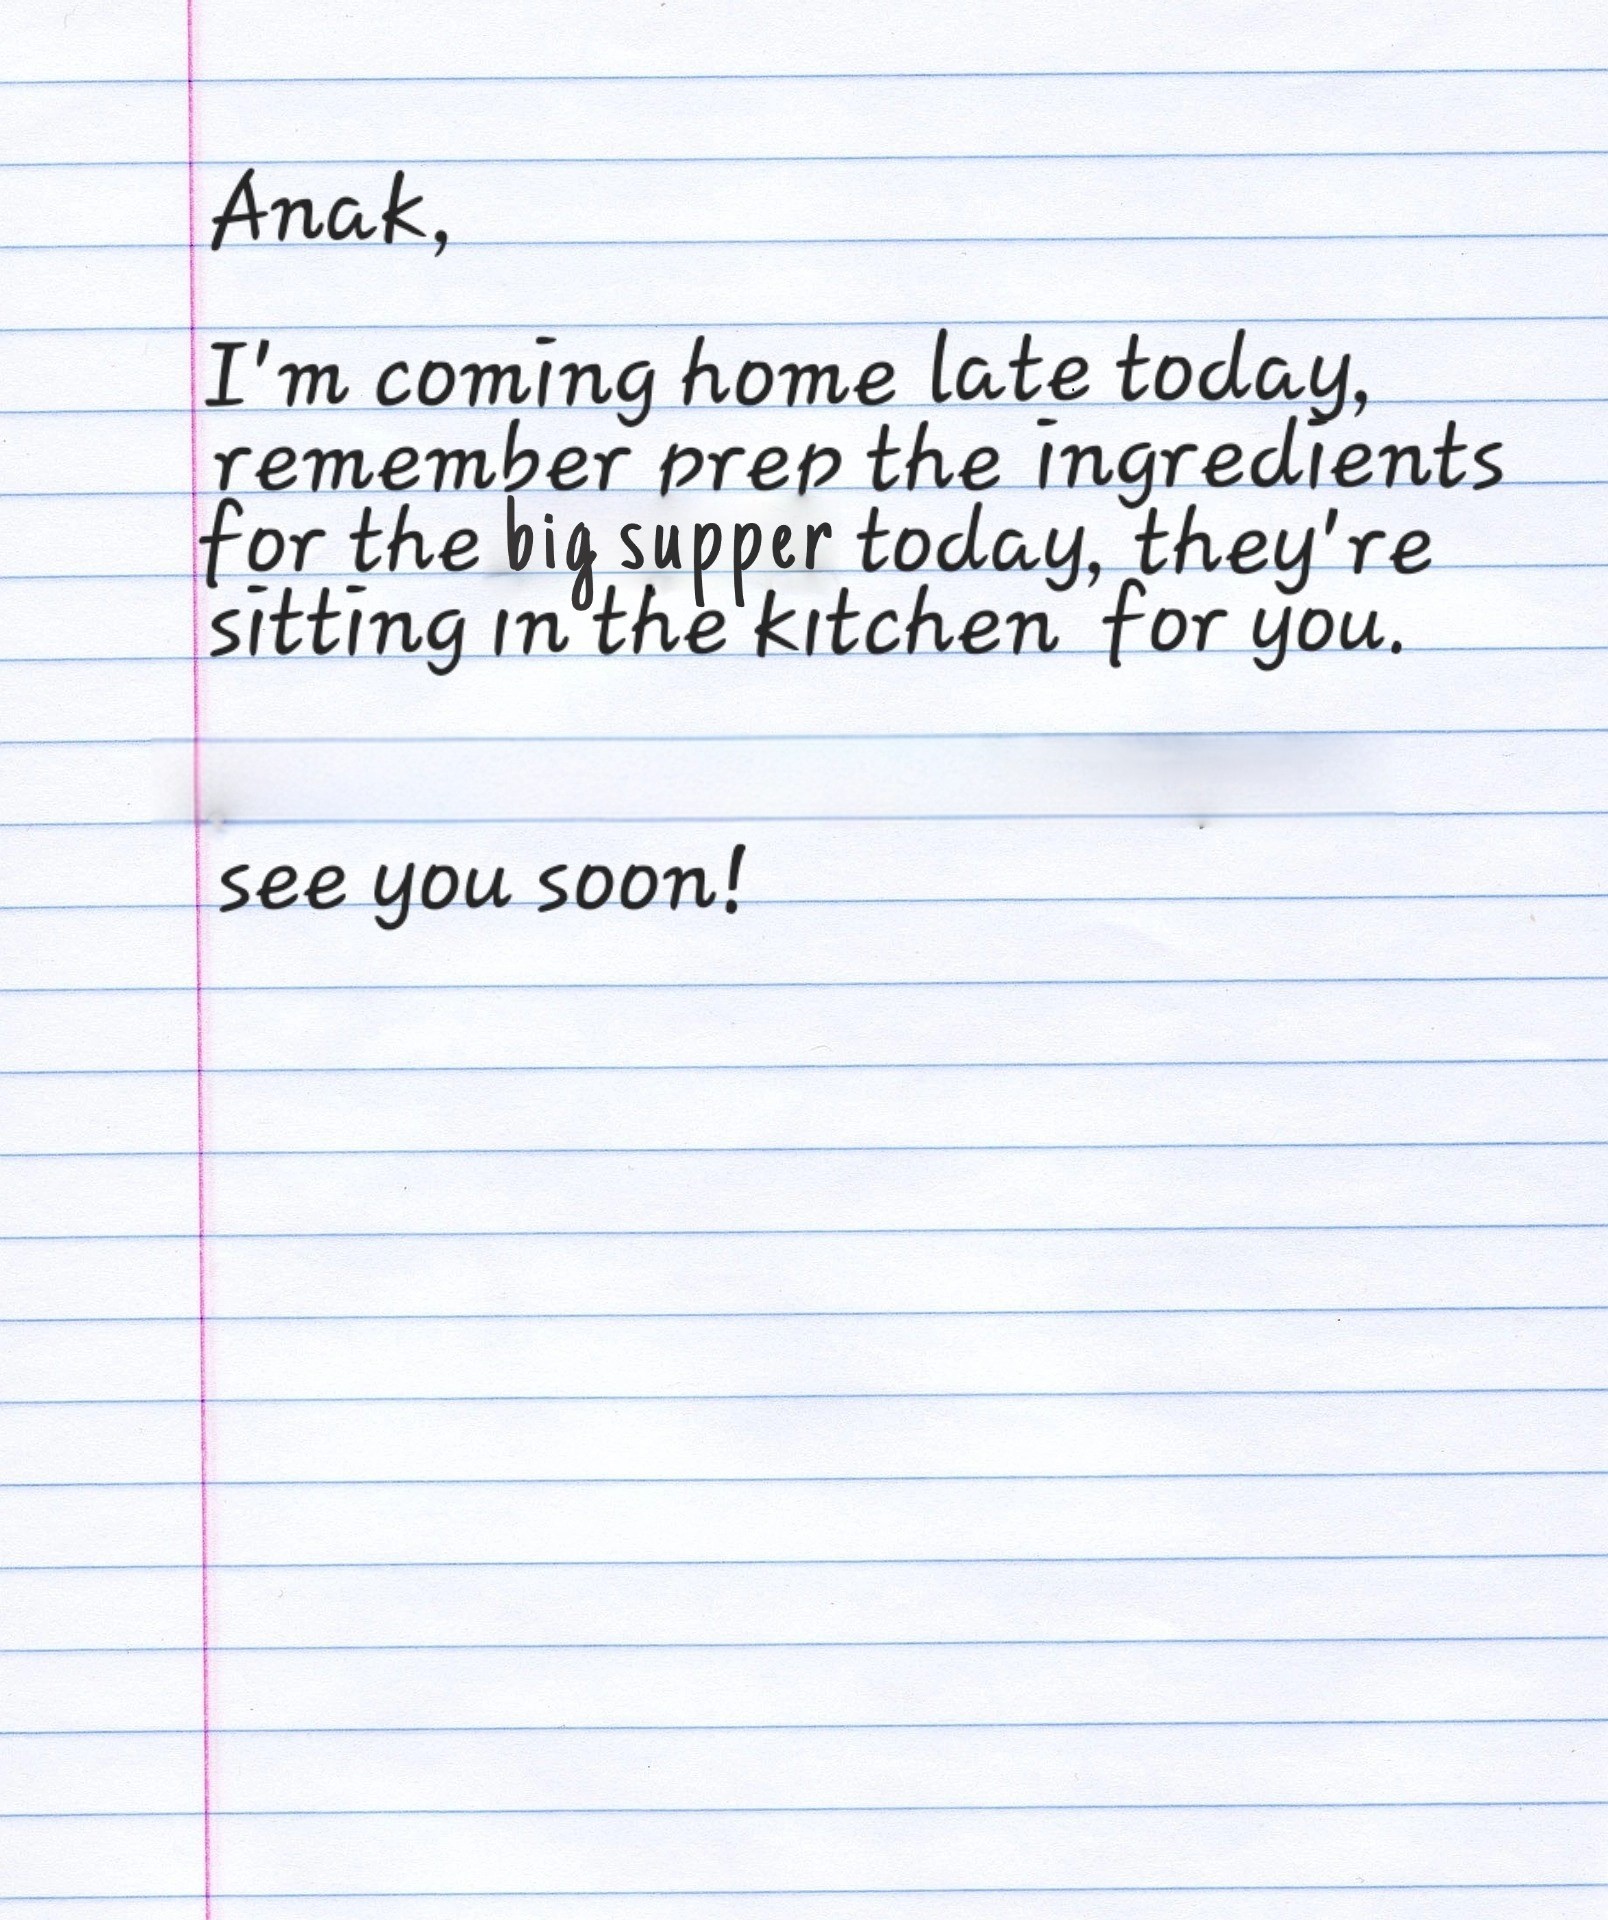 Anak,
I'm coming home late today,
remember prep the ingredients
for the big supper today, they're
sitting in the kitchen for you.
see you soon!